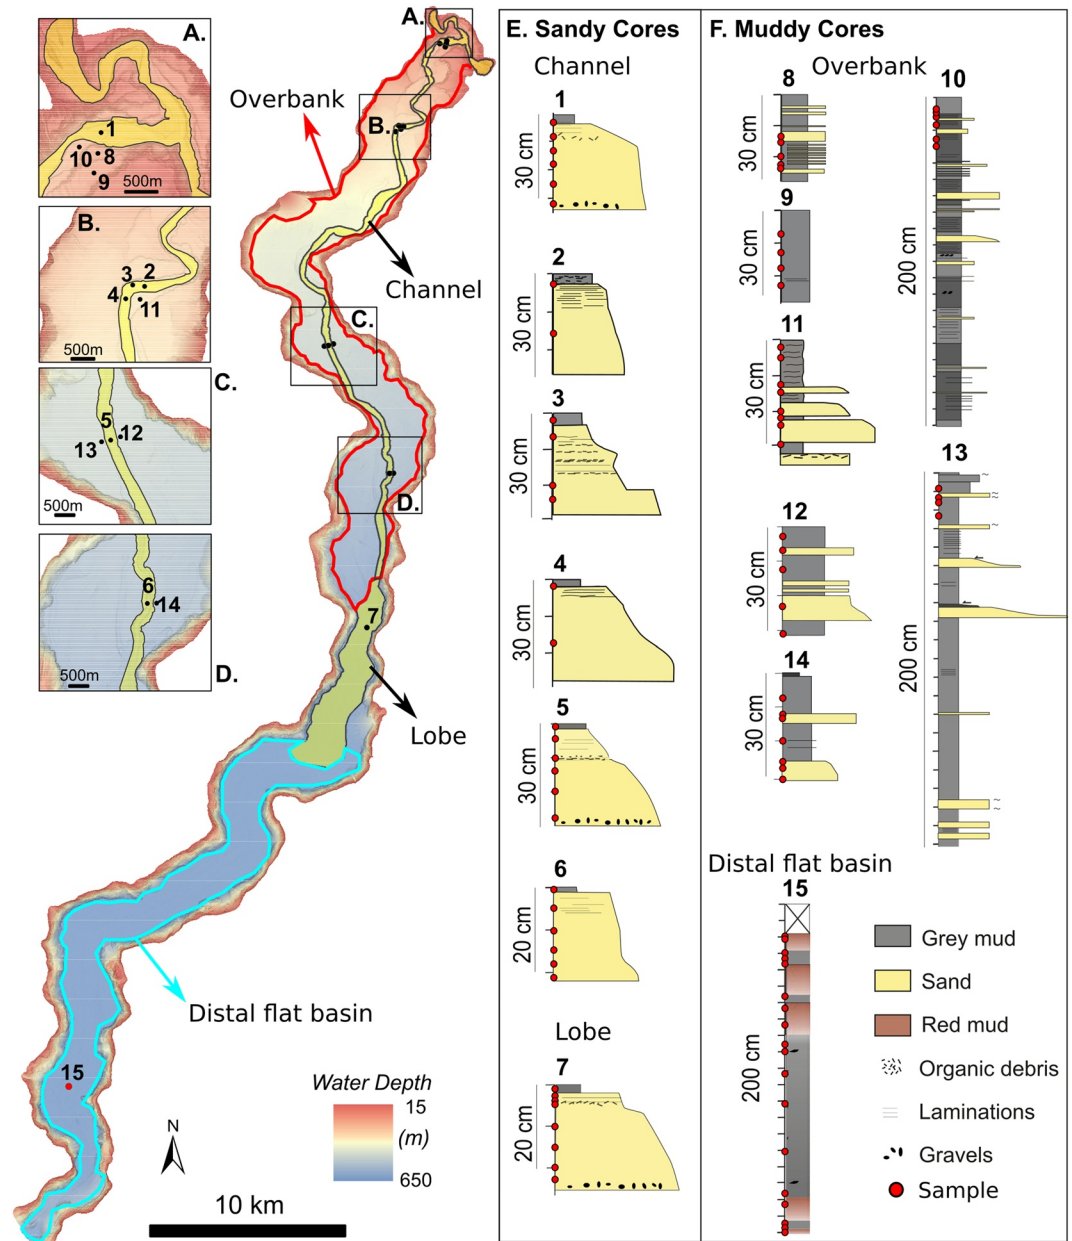 A.
1
10
8
9
500m
B.
3
2
4
11
500m
C.
5
12
13
500m
6
14
500m
D.
A.
Overbank
B.
Channel
C.
D.
7
Lobe
Distal flat basin
15
Water Depth
15
(m)
650
N
10 km
E. Sandy Cores
Channel
1
30 cm
2
30 cm
3
30 cm
4
30 cm
5
30 cm
6
20 cm
Lobe
7
20 cm
F. Muddy Cores
Overbank
8
30 cm
10
200 cm
9
30 cm
11
30 cm
13
200 cm
12
30 cm
14
30 cm
Distal flat basin
15
200 cm
Grey mud
Sand
Red mud
Organic debris
Laminations
Gravels
Sample